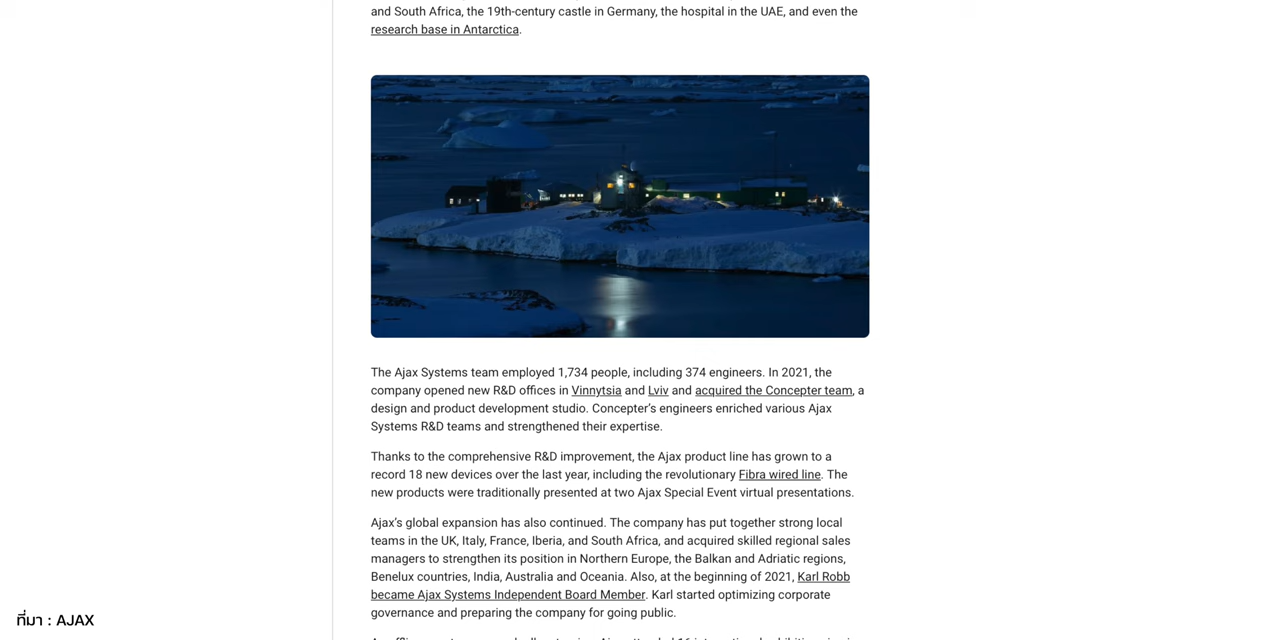 and South Africa, the 19th-century castle in Germany, the hospital in the UAE, and even the
research base in Antarctica.
The Ajax Systems team employed 1,734 people, including 374 engineers. In 2021, the
company opened new R&D offices in Vinnytsia and Lviv and acquired the Concepter team, a
design and product development studio. Concepter’s engineers enriched various Ajax
Systems R&D teams and strengthened their expertise.
Thanks to the comprehensive R&D improvement, the Ajax product line has grown to a
record 18 new devices over the last year, including the revolutionary Fibra wired line. The
new products were traditionally presented at two Ajax Special Event virtual presentations.
Ajax’s global expansion has also continued. The company has put together strong local
teams in the UK, Italy, France, Iberia, and South Africa, and acquired skilled regional sales
managers to strengthen its position in Northern Europe, the Balkan and Adriatic regions,
Benelux countries, India, Australia and Oceania. Also, at the beginning of 2021, Karl Robb
became Ajax Systems Independent Board Member. Karl started optimizing corporate
governance and preparing the company for going public.
ที่มา : AJAX